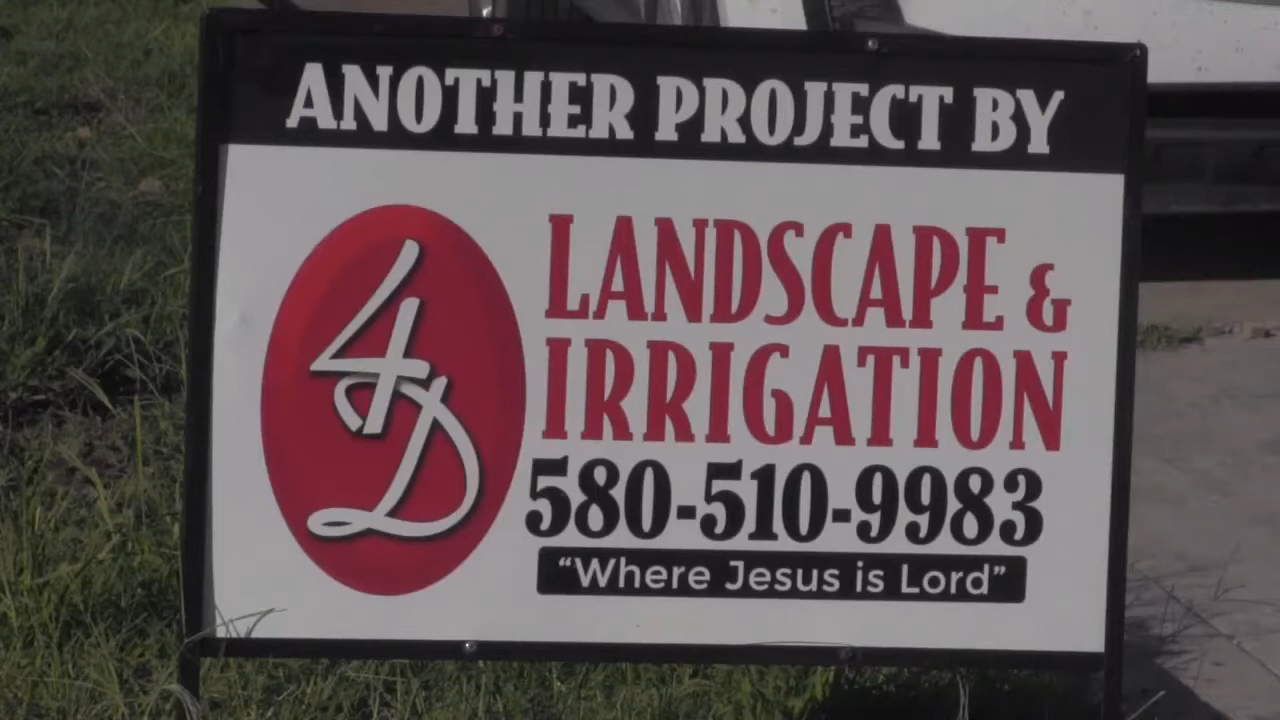 ANOTHER PROJECT BY
4D
LANDSCAPE &
IRRIGATION
580-510-9983
"Where Jesus is Lord"